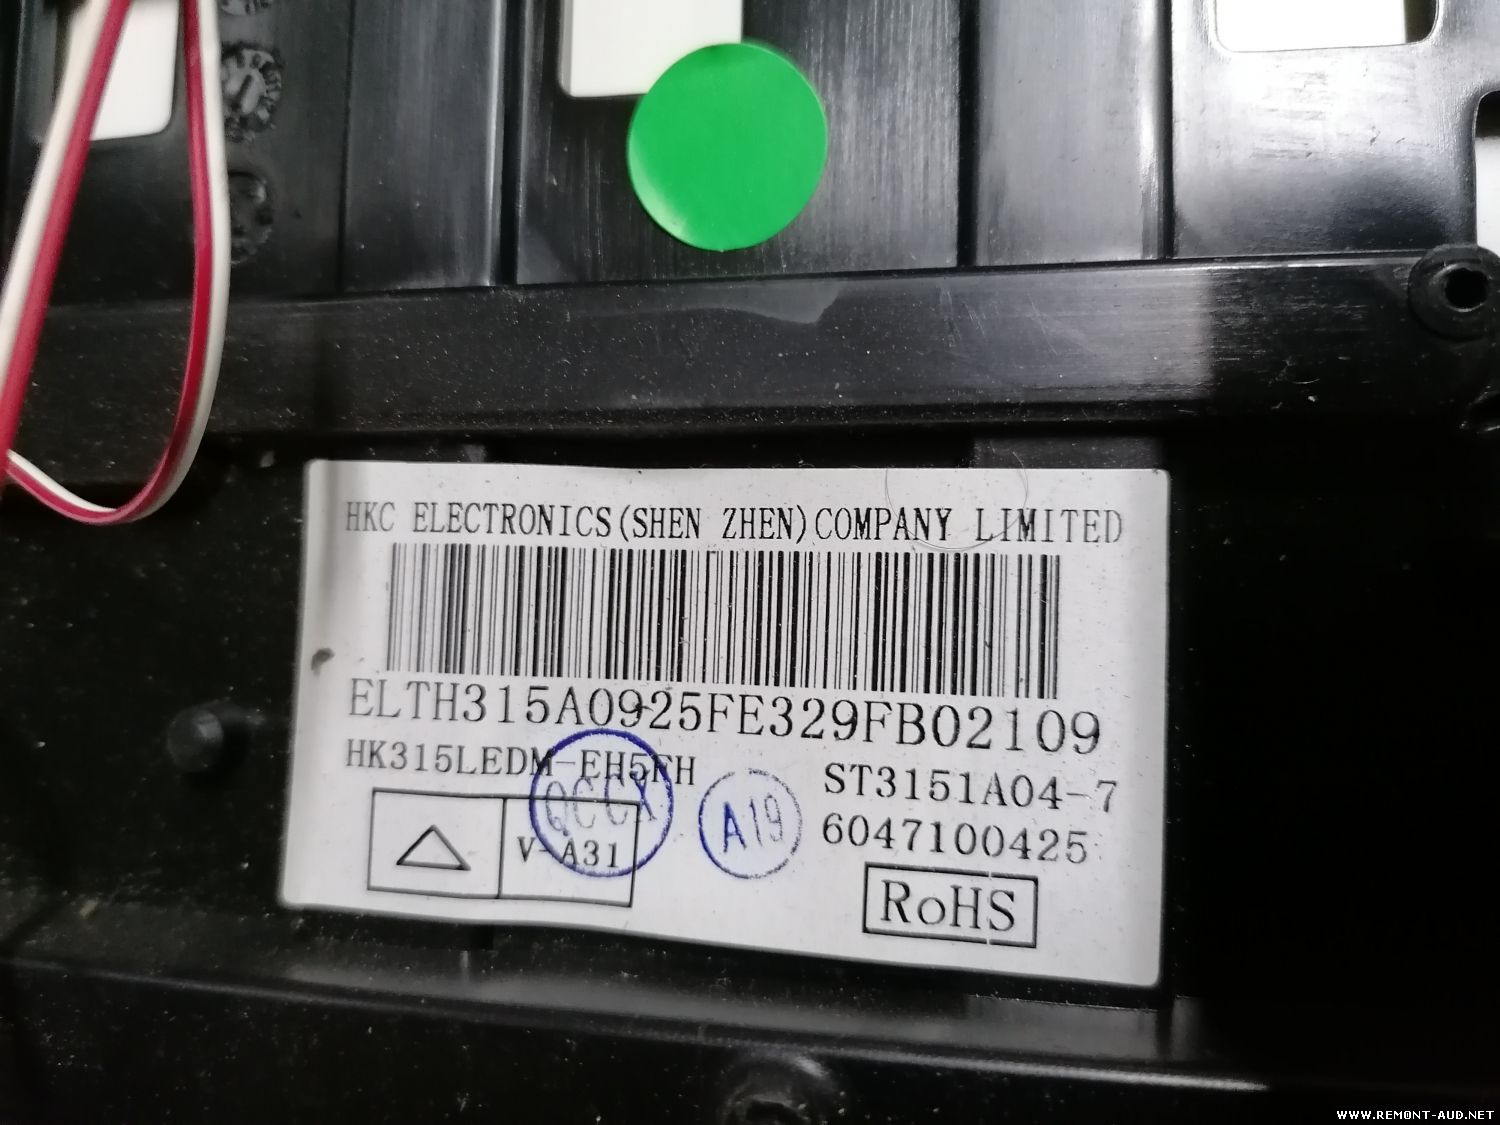 HKC ELECTRONICS(SHEN ZHEN)COMPANY LIMITED
ELTH315A0925FE329FB02109
HK315LEDM-EH5FH
ST3151A04-7
QCCX
A19
6047100425
V-A31
RoHS
WWW.REMONT-AUD.NET